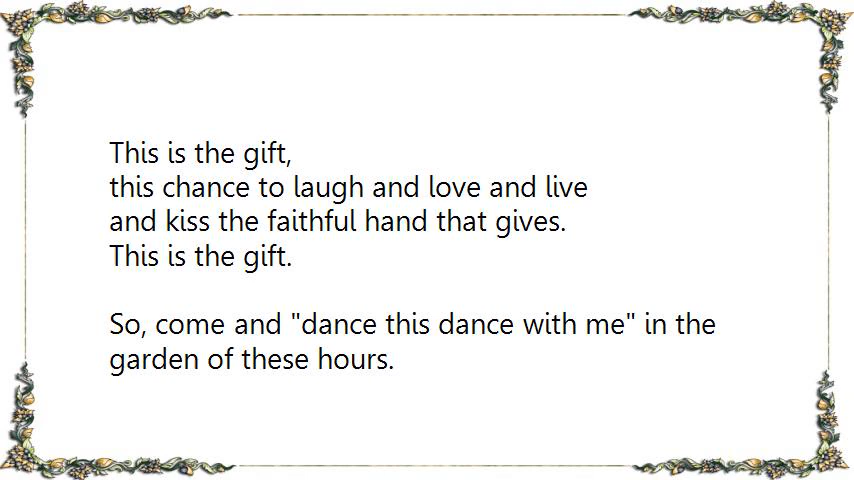 This is the gift,
this chance to laugh and love and live
and kiss the faithful hand that gives.
This is the gift.

So, come and "dance this dance with me" in the
garden of these hours.